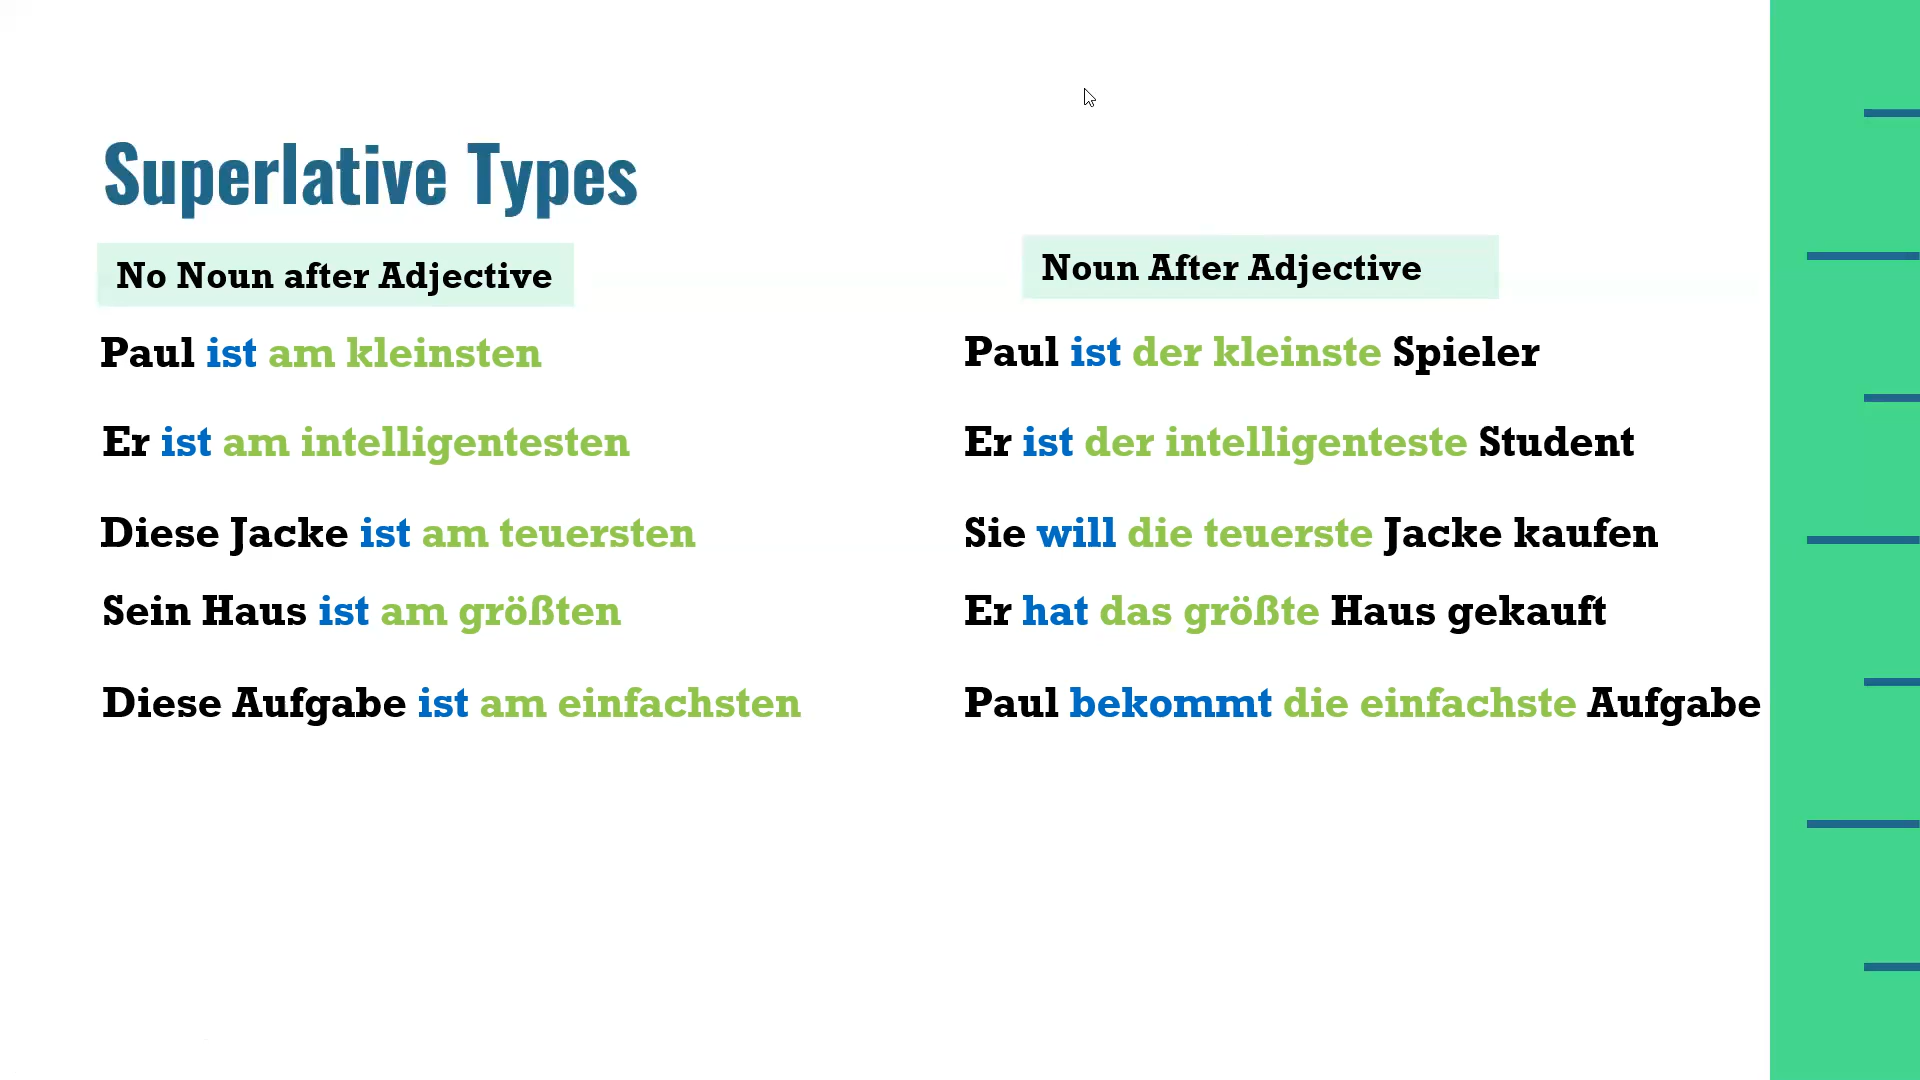 Superlative Types
No Noun after Adjective
Paul ist am kleinsten
Er ist am intelligentesten
Diese Jacke ist am teuersten
Sein Haus ist am größten
Diese Aufgabe ist am einfachsten
Noun After Adjective
Paul ist der kleinste Spieler
Er ist der intelligenteste Student
Sie will die teuerste Jacke kaufen
Er hat das größte Haus gekauft
Paul bekommt die einfachste Aufgabe